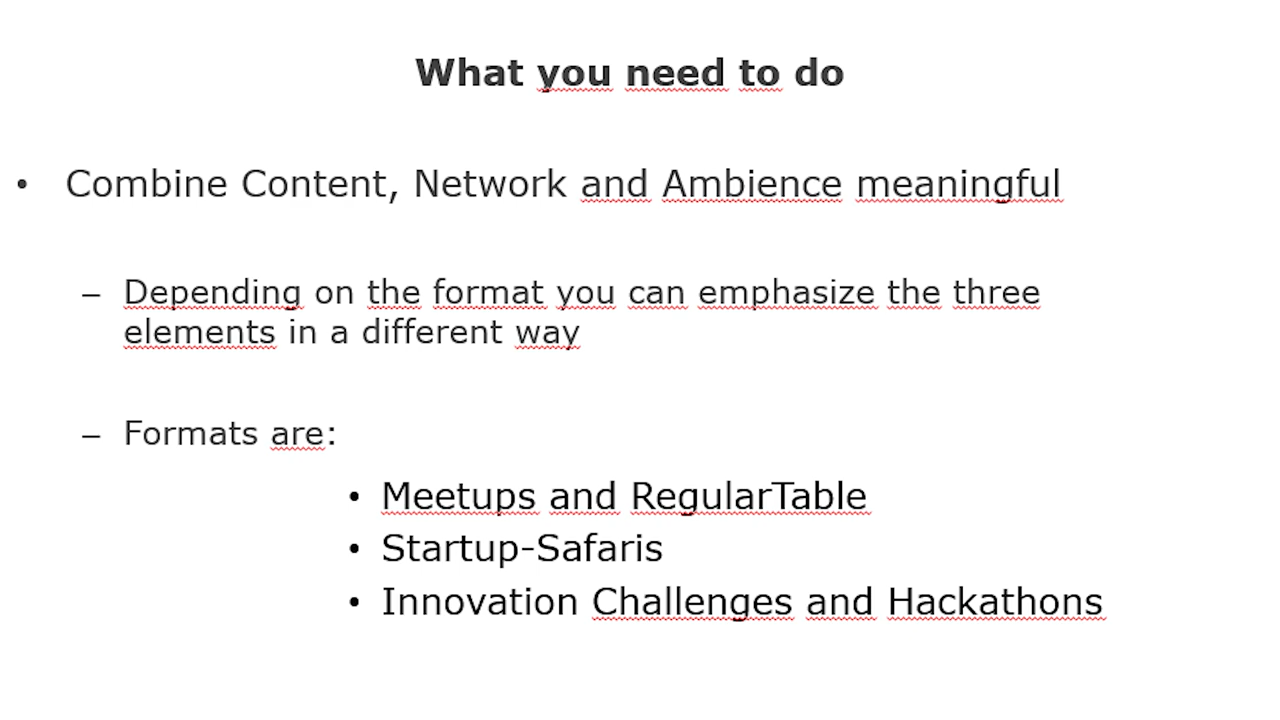 What you need to do
• Combine Content, Network and Ambience meaningful
– Depending on the format you can emphasize the three
elements in a different way
– Formats are:
• Meetups and RegularTable
• Startup-Safaris
• Innovation Challenges and Hackathons